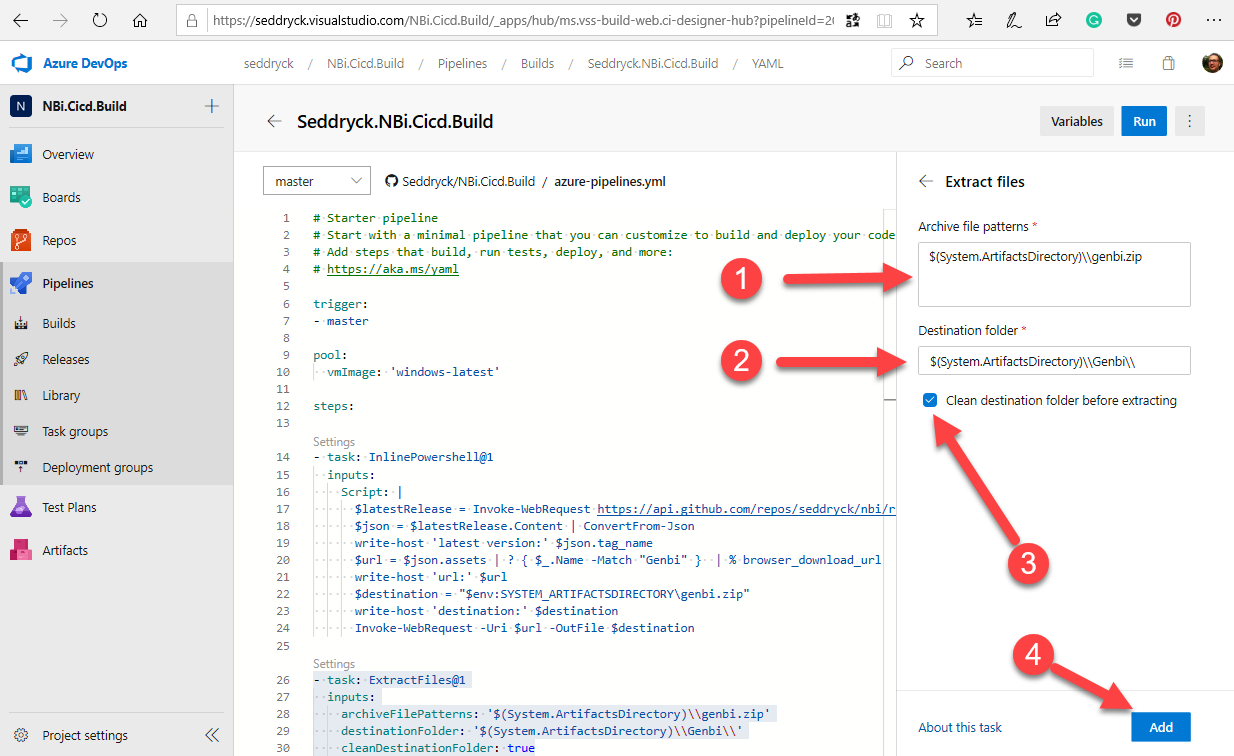 https://seddryck.visualstudio.com/NBi.Cicd.Build/_apps/hub/ms.vss-build-web.ci-designer-hub?pipelineId=20
Azure DevOps
seddryck / NBi.Cicd.Build / Pipelines / Builds / Seddryck.NBi.Cicd.Build / YAML
Search
N NBi.Cicd.Build
Overview
Boards
Repos
Pipelines
Builds
Releases
Library
Task groups
Deployment groups
Test Plans
Artifacts
Project settings
Seddryck.NBi.Cicd.Build
Variables
Run
master
Seddryck/NBi.Cicd.Build / azure-pipelines.yml
1 # Starter pipeline
2 # Start with a minimal pipeline that you can customize to build and deploy your code
3 # Add steps that build, run tests, deploy, and more:
4 # https://aka.ms/yaml
5
6 trigger:
7 - master
8
9 pool:
10 vmImage: 'windows-latest'
11
12 steps:
13
Settings
14 - task: InlinePowershell@1
15 inputs:
16 Script: |
17 $latestRelease = Invoke-WebRequest https://api.github.com/repos/seddryck/nbi/r
18 $json = $latestRelease.Content | ConvertFrom-Json
19 write-host 'latest version:' $json.tag_name
20 $url = $json.assets | ? { $_.Name -Match "Genbi" } | % browser_download_url
21 write-host 'url:' $url
22 $destination = "$env:SYSTEM_ARTIFACTSDIRECTORY\genbi.zip"
23 write-host 'destination:' $destination
24 Invoke-WebRequest -Uri $url -OutFile $destination
25
Settings
26 - task: ExtractFiles@1
27 inputs:
28 archiveFilePatterns: '$(System.ArtifactsDirectory)\\genbi.zip'
29 destinationFolder: '$(System.ArtifactsDirectory)\\Genbi\\'
30 cleanDestinationFolder: true
Extract files
Archive file patterns *
$(System.ArtifactsDirectory)\\genbi.zip
1
Destination folder *
2
$(System.ArtifactsDirectory)\\Genbi\\
Clean destination folder before extracting
3
4
About this task
Add